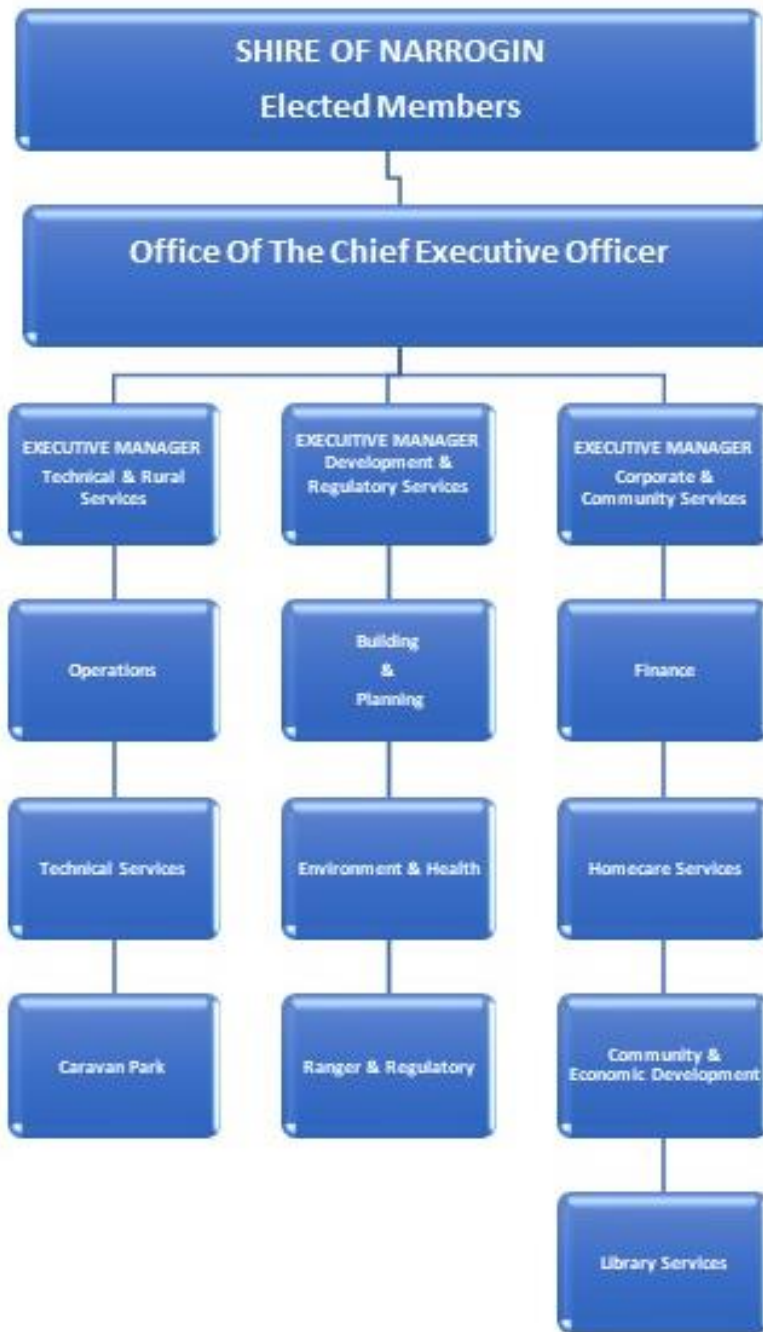 SHIRE OF NARROGIN
Elected Members
Office Of The Chief Executive Officer
EXECUTIVE MANAGER
Technical & Rural
Services
EXECUITIVE MANAGER
Development &
Regulatory Services
EXECUTIVE MANAGER
Corporate &
Community Services
Operations
Building
&
Planning
Finance
Technical Services
Environment & Health
Homecare Services
Caravan Park
Ranger & Regulatory
Community &
Economic Development
Library Services